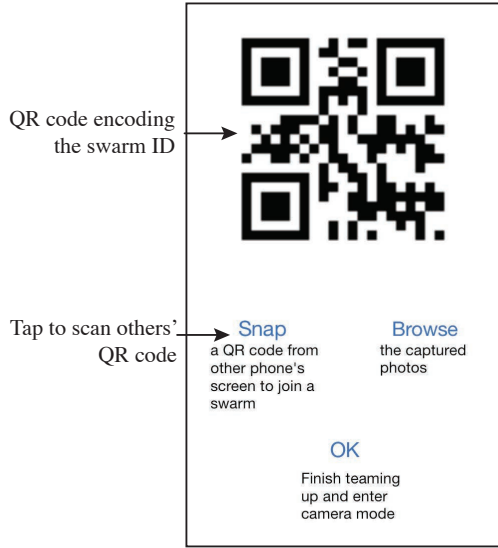 QR code encoding
the swarm ID
Tap to scan others’
QR code
Snap
a QR code from
other phone's
screen to join a
swarm
Browse
the captured
photos
OK
Finish teaming
up and enter
camera mode